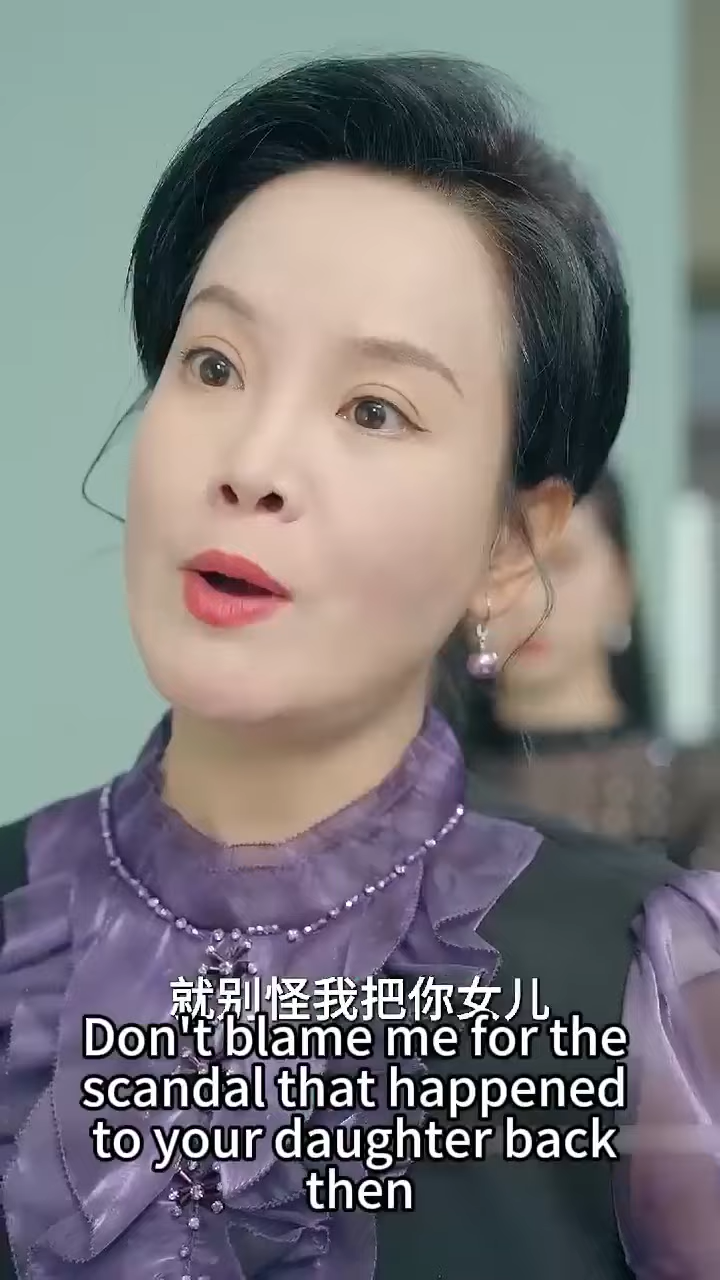 就别怪我把你女儿
Don't blame me for the
scandal that happened
to your daughter back
then